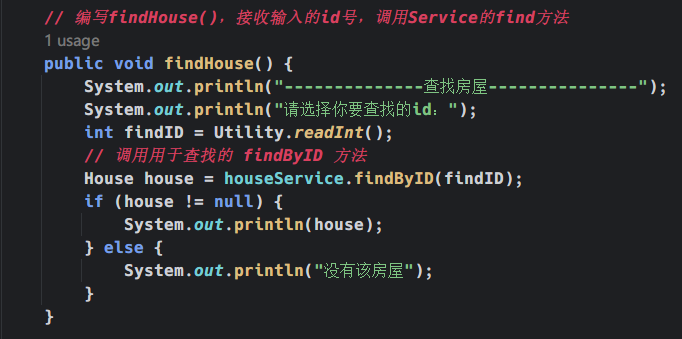 // 编写findHouse()，接收输入的id号，调用Service的find方法
1 usage
public void findHouse() {
    System.out.println("--------------查找房屋---------------");
    System.out.println("请选择你要查找的id：");
    int findID = Utility.readInt();
    // 调用用于查找的 findByID 方法
    House house = houseService.findByID(findID);
    if (house != null) {
        System.out.println(house);
    } else {
        System.out.println("没有该房屋");
    }
}